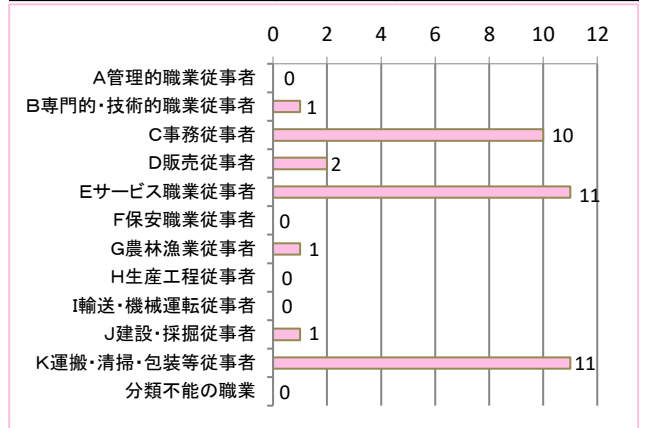 0 2 4 6 8 10 12
A管理的職業従事者 0
B専門的・技術的職業従事者 1
C事務従事者 10
D販売従事者 2
Eサービス職業従事者 11
F保安職業従事者 0
G農林漁業従事者 1
H生産工程従事者 0
I輸送・機械運転従事者 0
J建設・採掘従事者 1
K運搬・清掃・包装等従事者 11
分類不能の職業 0